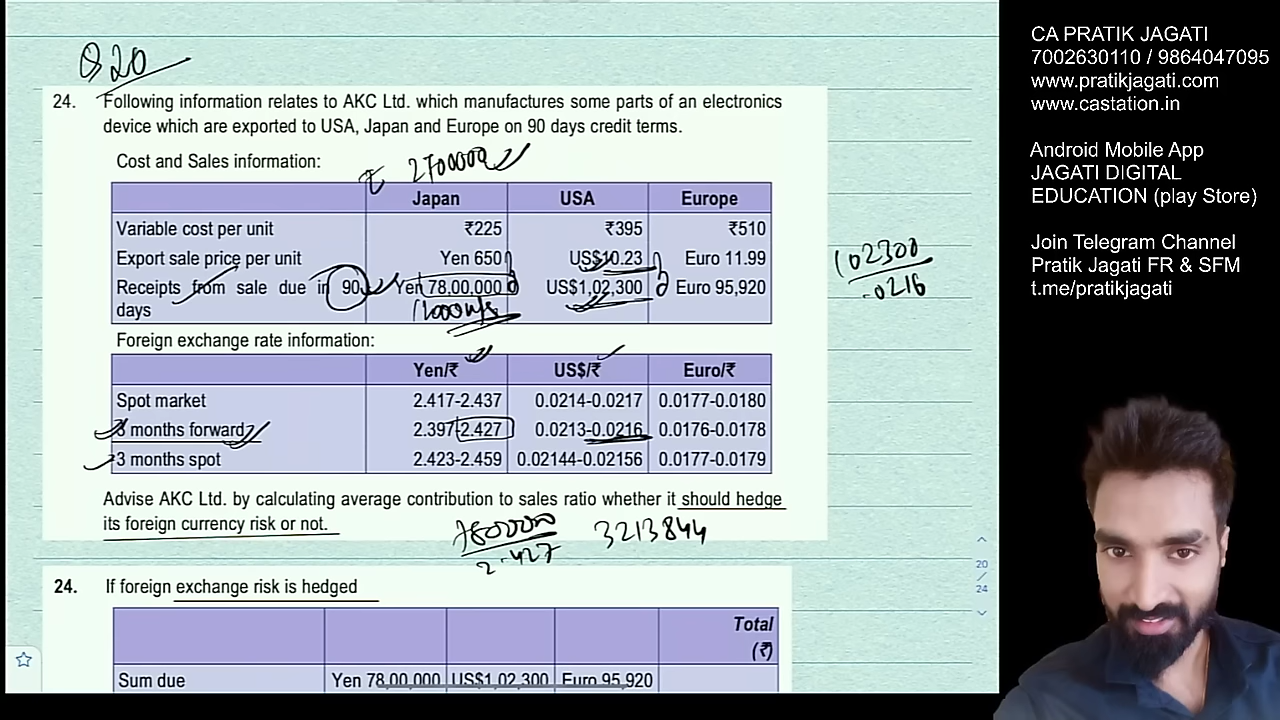 Q 20
24. Following information relates to AKC Ltd. which manufactures some parts of an electronics
device which are exported to USA, Japan and Europe on 90 days credit terms.
Cost and Sales information:
₹ 2700000
Japan USA Europe
Variable cost per unit ₹225 ₹395 ₹510
Export sale price per unit Yen 650 US$10.23 Euro 11.99
Receipts from sale due in 90 Yen 78,00,000 US$1,02,300 Euro 95,920
days
12000 u/s
102300
.0216
Foreign exchange rate information:
Yen/₹ US$/₹ Euro/₹
Spot market 2.417-2.437 0.0214-0.0217 0.0177-0.0180
3 months forward 2.397-2.427 0.0213-0.0216 0.0176-0.0178
3 months spot 2.423-2.459 0.02144-0.02156 0.0177-0.0179
Advise AKC Ltd. by calculating average contribution to sales ratio whether it should hedge
its foreign currency risk or not.
7800000
2.427
3213844
24. If foreign exchange risk is hedged
Total
(₹)
Sum due Yen 78,00,000 US$1,02,300 Euro 95,920
20
/
24
CA PRATIK JAGATI
7002630110 / 9864047095
www.pratikjagati.com
www.castation.in
Android Mobile App
JAGATI DIGITAL
EDUCATION (play Store)
Join Telegram Channel
Pratik Jagati FR & SFM
t.me/pratikjagati